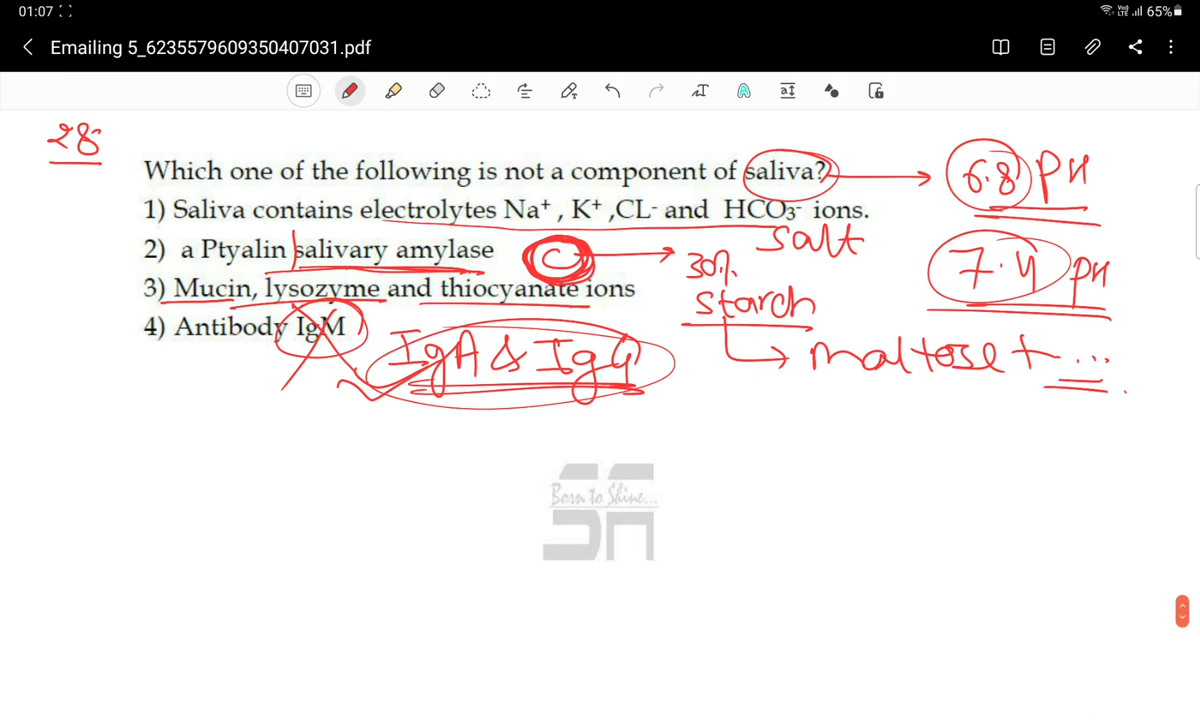 01:07
65%
Emailing 5_6235579609350407031.pdf
28
Which one of the following is not a component of saliva?
6.8 PH
1) Saliva contains electrolytes Na+ , K+ ,CL- and HCO3- ions.
salt
7.4 PH
2) a Ptyalin salivary amylase
C
30%
starch
3) Mucin, lysozyme and thiocyanate ions
4) Antibody IgM
IgA & IgG
maltose + ...
Born to Shine...
SN